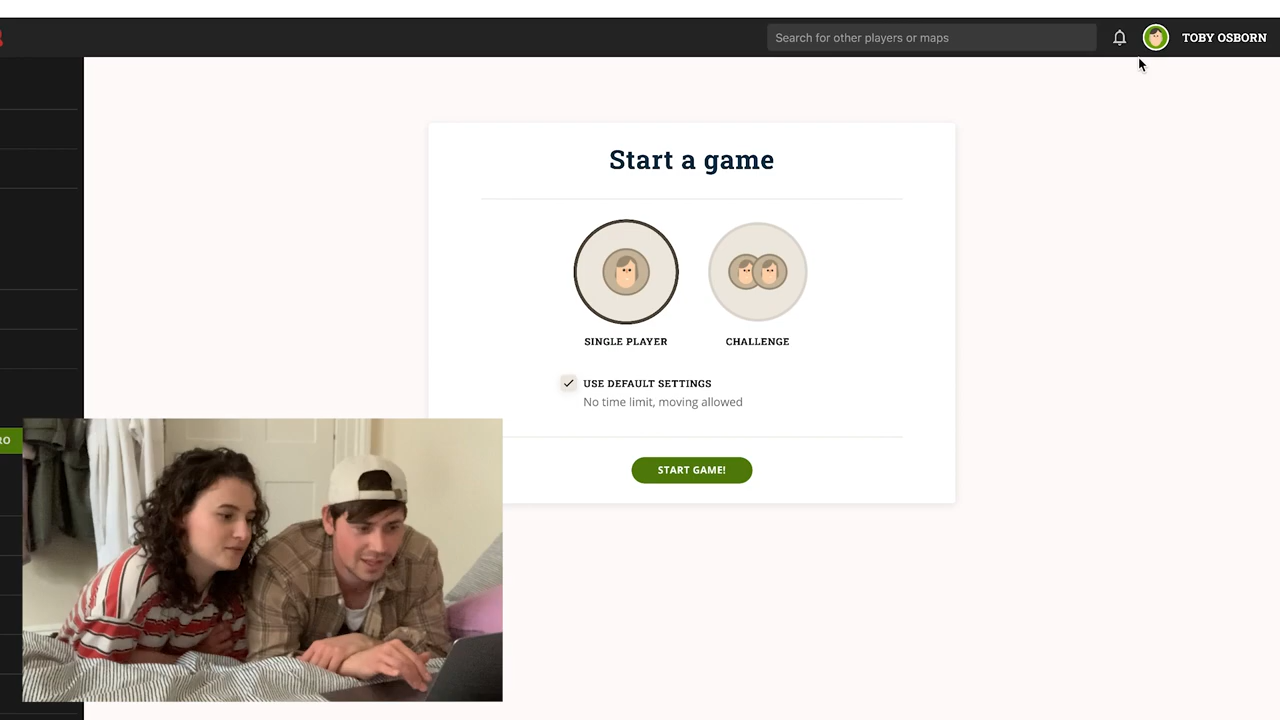 Search for other players or maps
TOBY OSBORN
Start a game
SINGLE PLAYER
CHALLENGE
USE DEFAULT SETTINGS
No time limit, moving allowed
START GAME!
RO